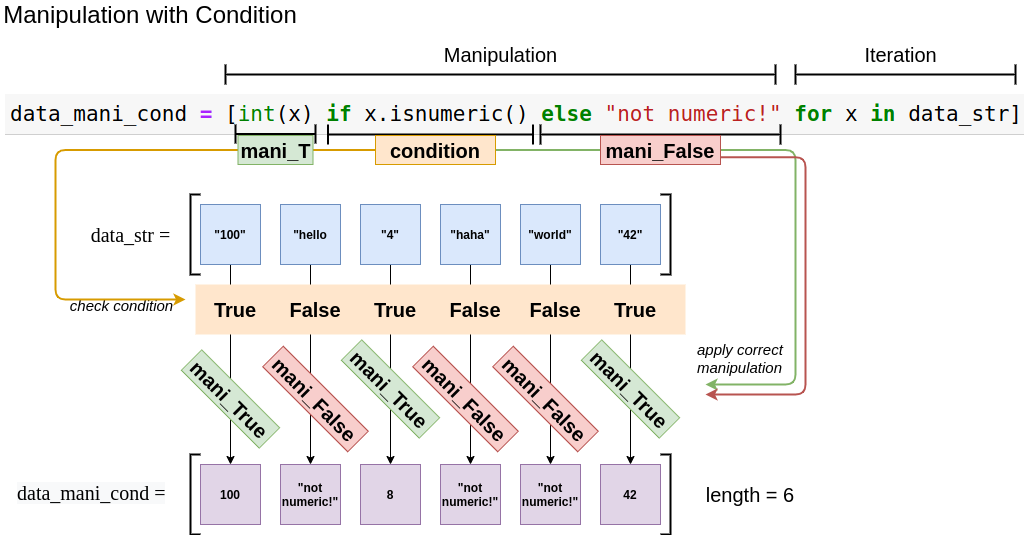 Manipulation with Condition
Manipulation
Iteration
data_mani_cond = [int(x) if x.isnumeric() else "not numeric!" for x in data_str]
mani_T
condition
mani_False
data_str =
"100"
"hello
"4"
"haha"
"world"
"42"
check condition
True
False
True
False
False
True
apply correct
manipulation
mani_True
mani_False
mani_True
mani_False
mani_False
mani_True
data_mani_cond =
100
"not
numeric!"
8
"not
numeric!"
"not
numeric!"
42
length = 6